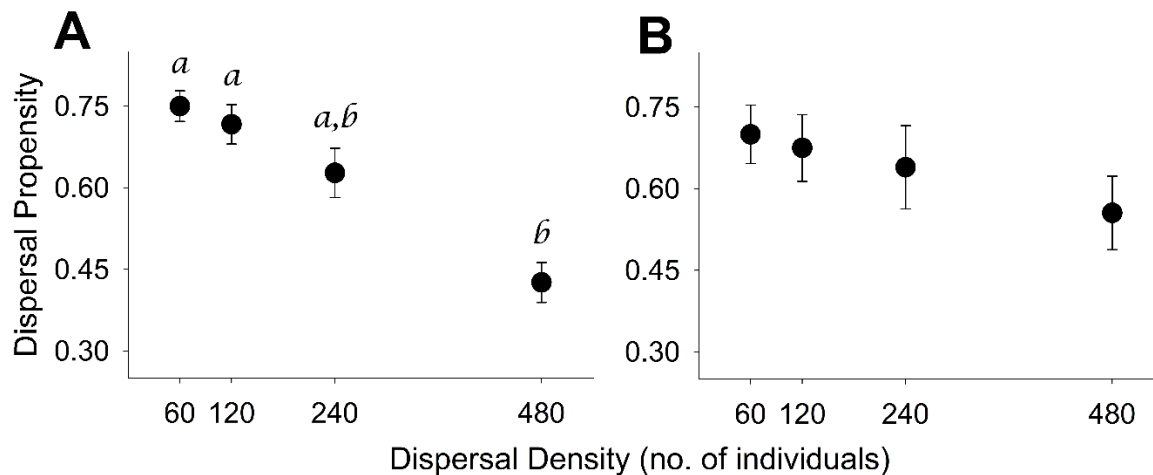 A
B
Dispersal Propensity
0.75
0.60
0.45
0.30
a
a
a,b
b
60
120
240
480
0.75
0.60
0.45
0.30
60
120
240
480
Dispersal Density (no. of individuals)